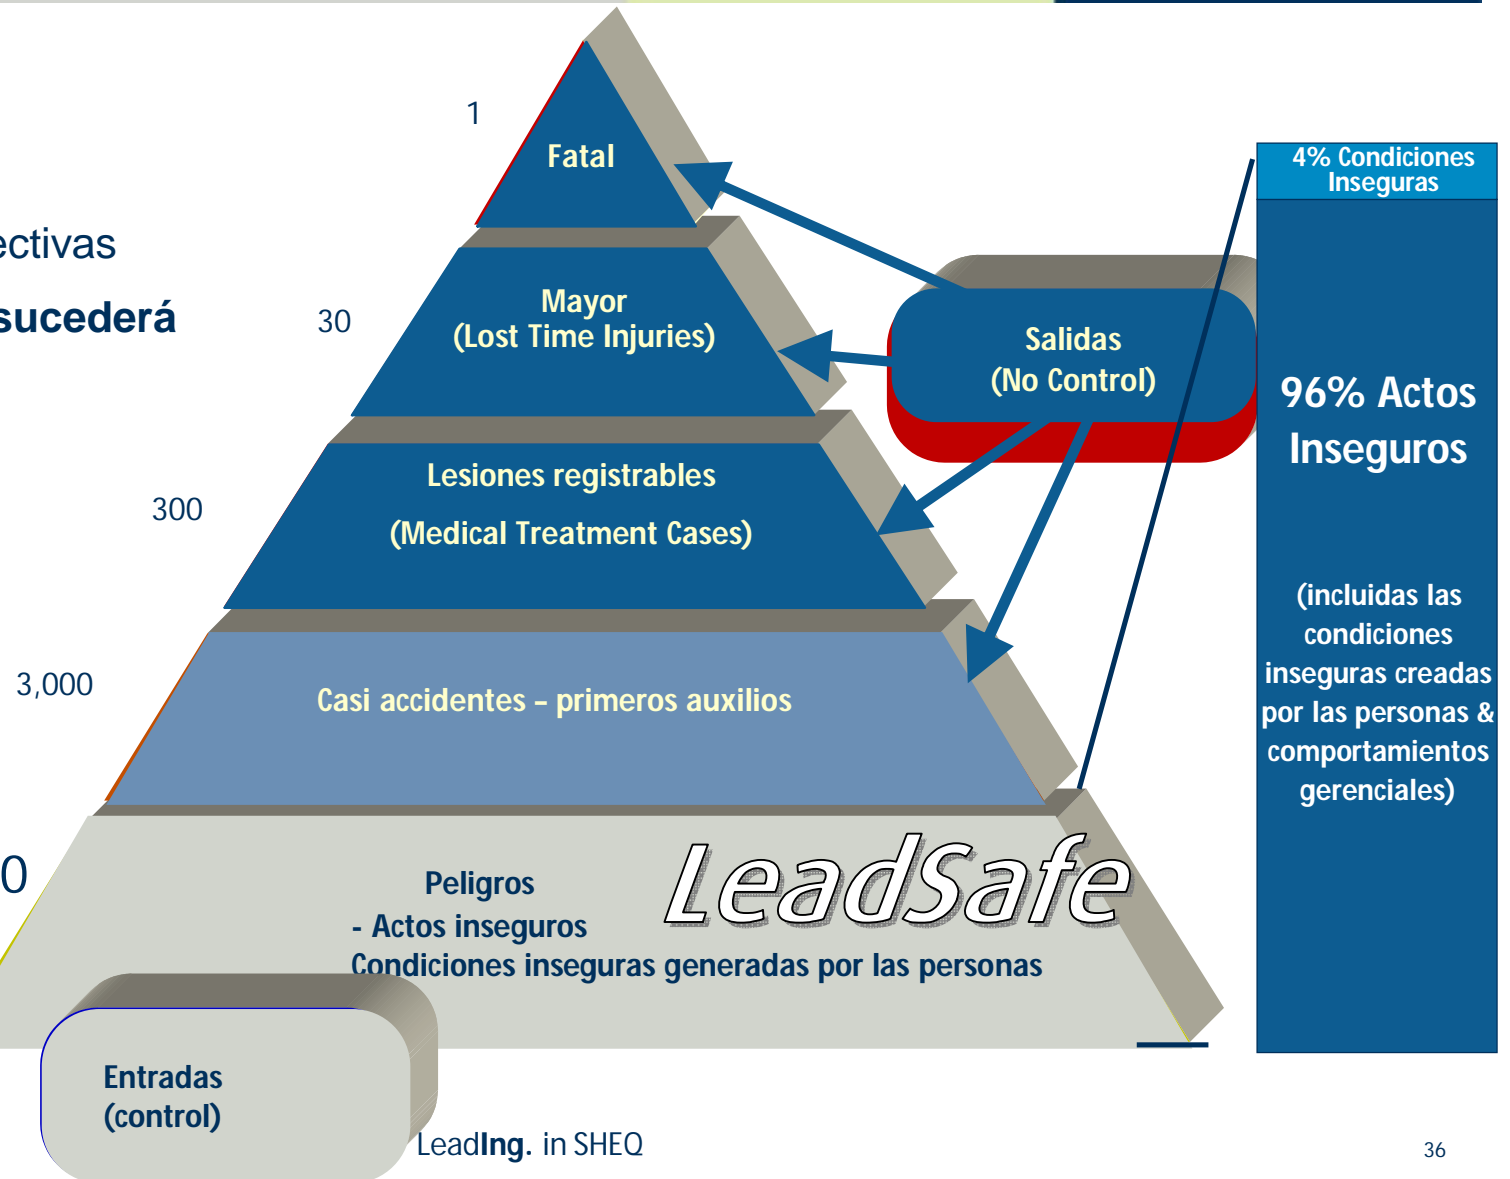 1
Fatal
4% Condiciones
Inseguras
sucederá
30
Mayor
(Lost Time Injuries)
Salidas
(No Control)
96% Actos
Inseguros
300
Lesiones registrables
(Medical Treatment Cases)
(incluidas las
condiciones
inseguras creadas
por las personas &
comportamientos
gerenciales)
3,000
Casi accidentes – primeros auxilios
0
Peligros
- Actos inseguros
Condiciones inseguras generadas por las personas
LeadSafe
Entradas
(control)
LeadIng. in SHEQ
36